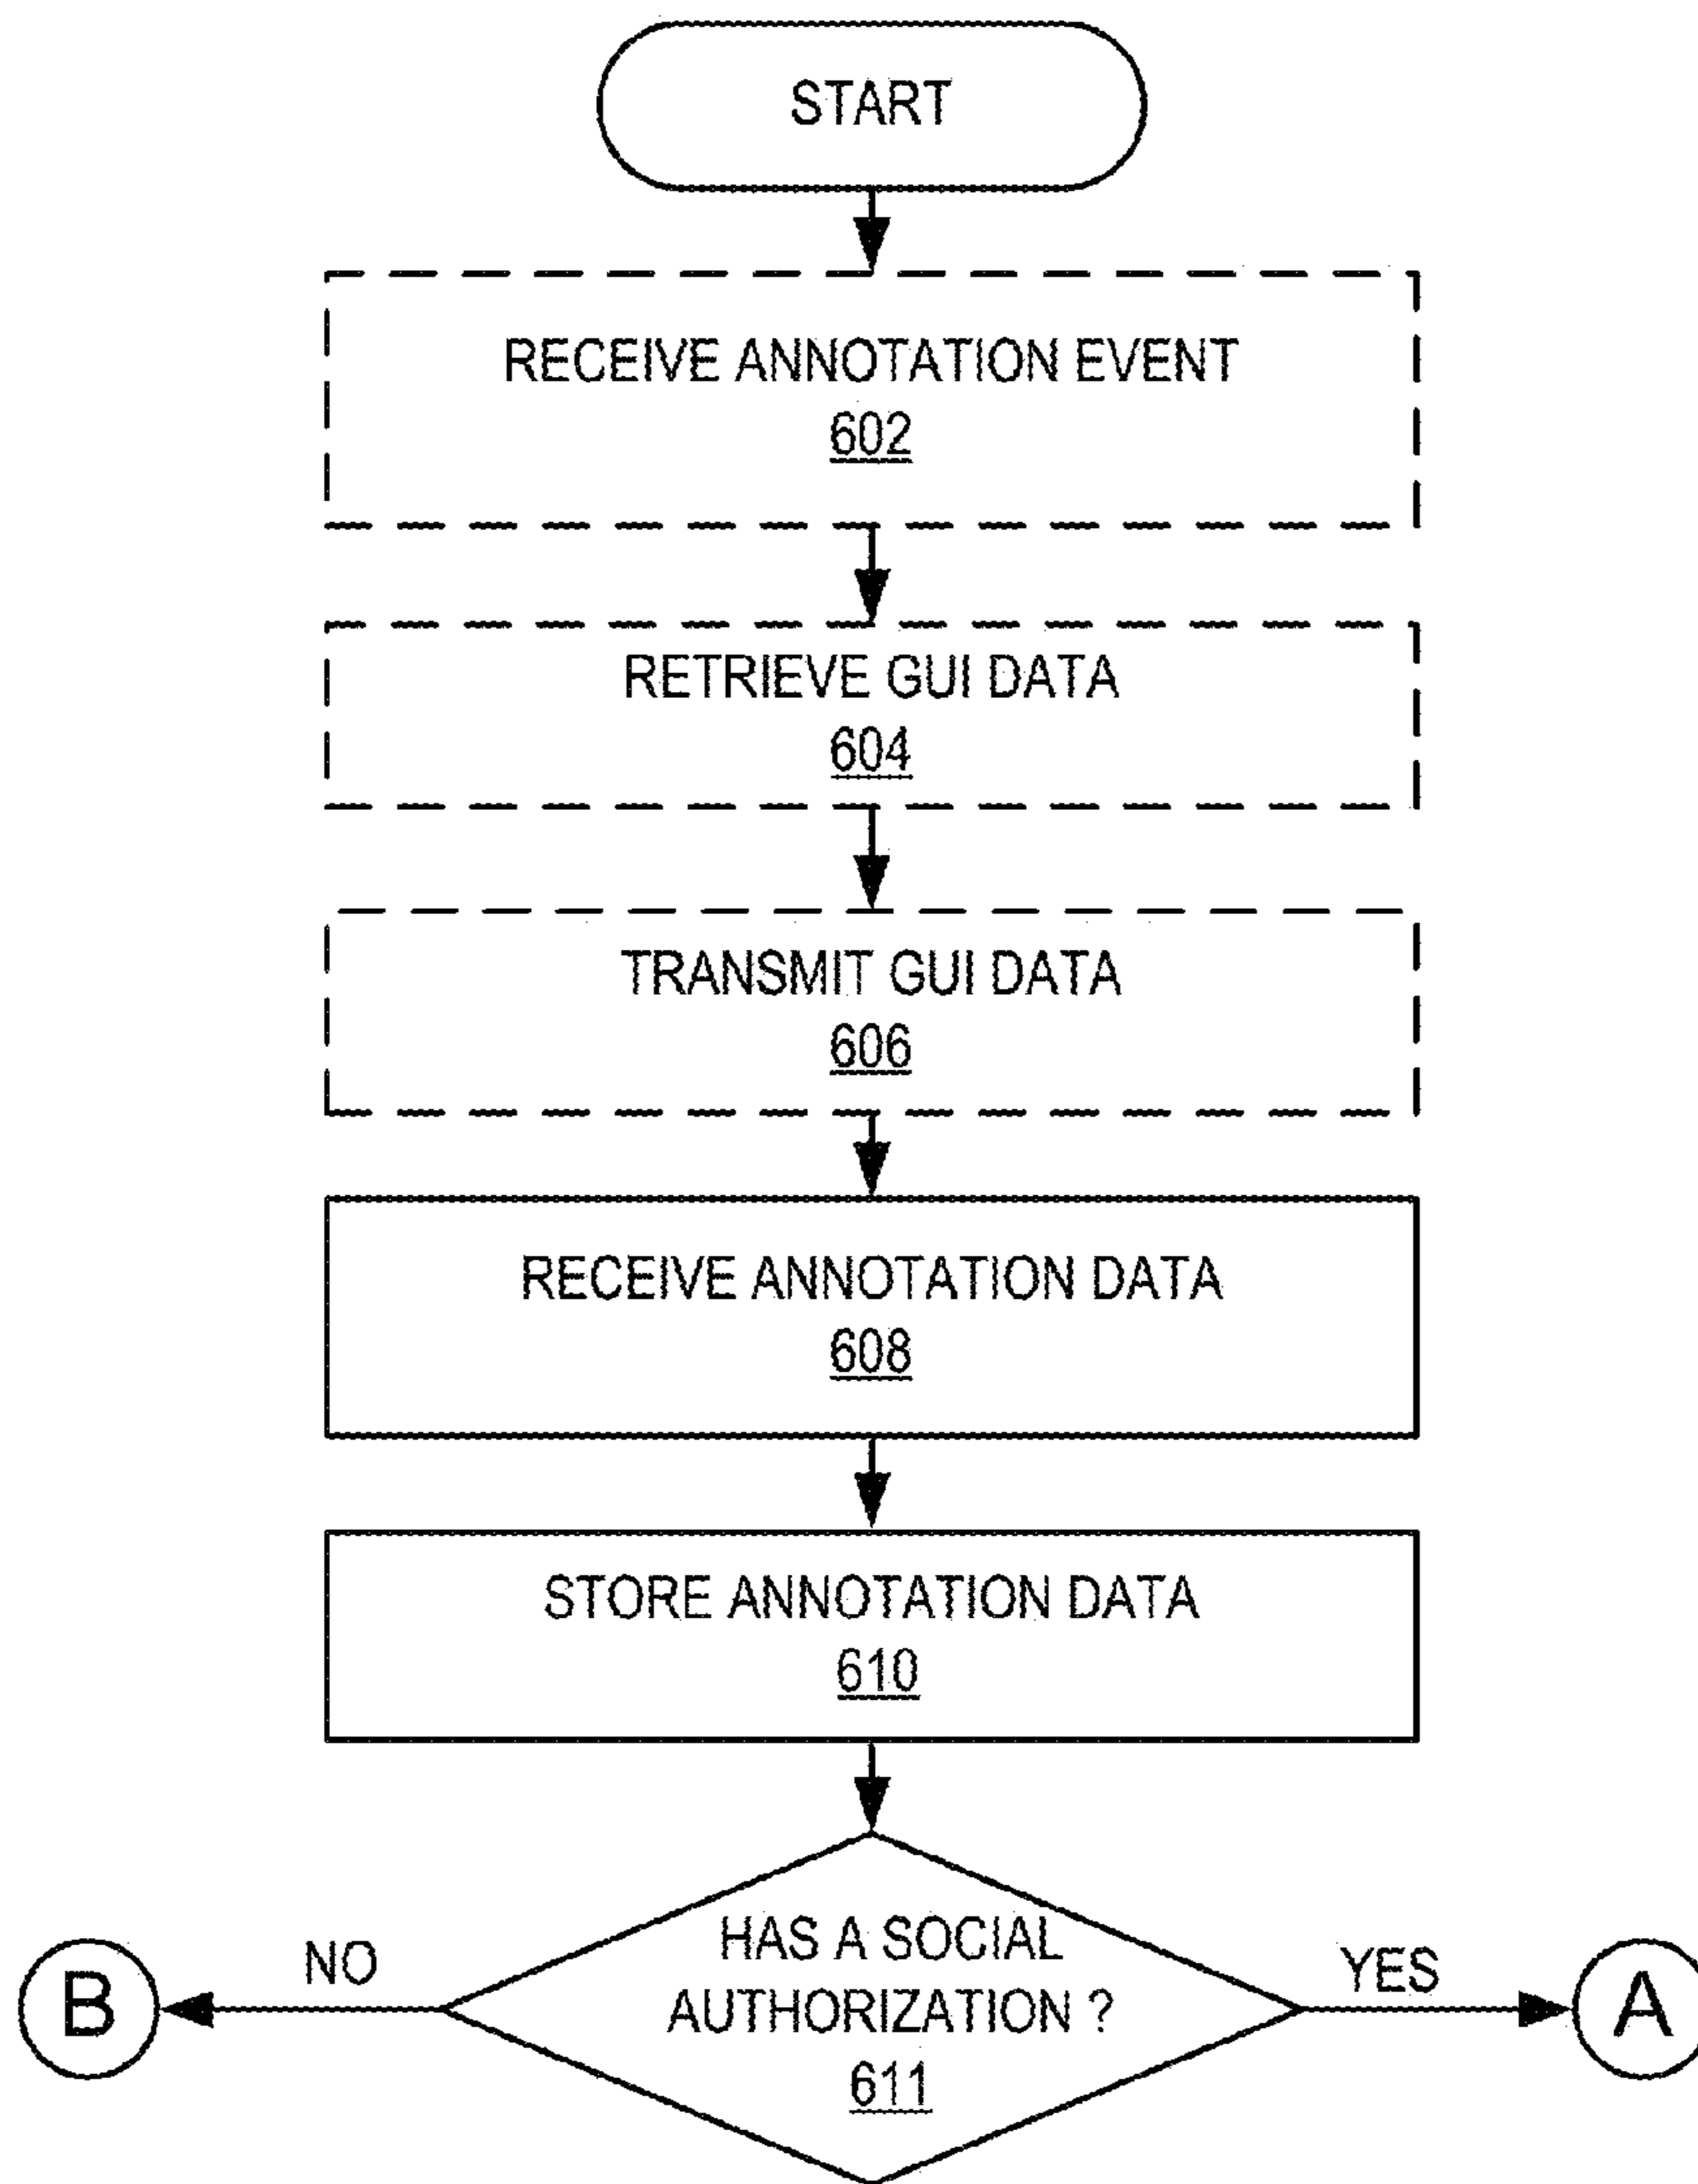 START
RECEIVE ANNOTATION EVENT
602
RETRIEVE GUI DATA
604
TRANSMIT GUI DATA
606
RECEIVE ANNOTATION DATA
608
STORE ANNOTATION DATA
610
HAS A SOCIAL
AUTHORIZATION ?
611
NO
B
YES
A